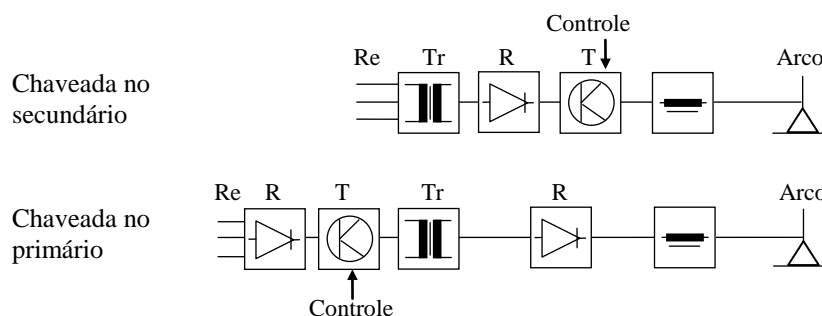 Controle
Re Tr R T Arco
Chaveada no
secundário
Re R T Tr R Arco
Chaveada no
primário
Controle